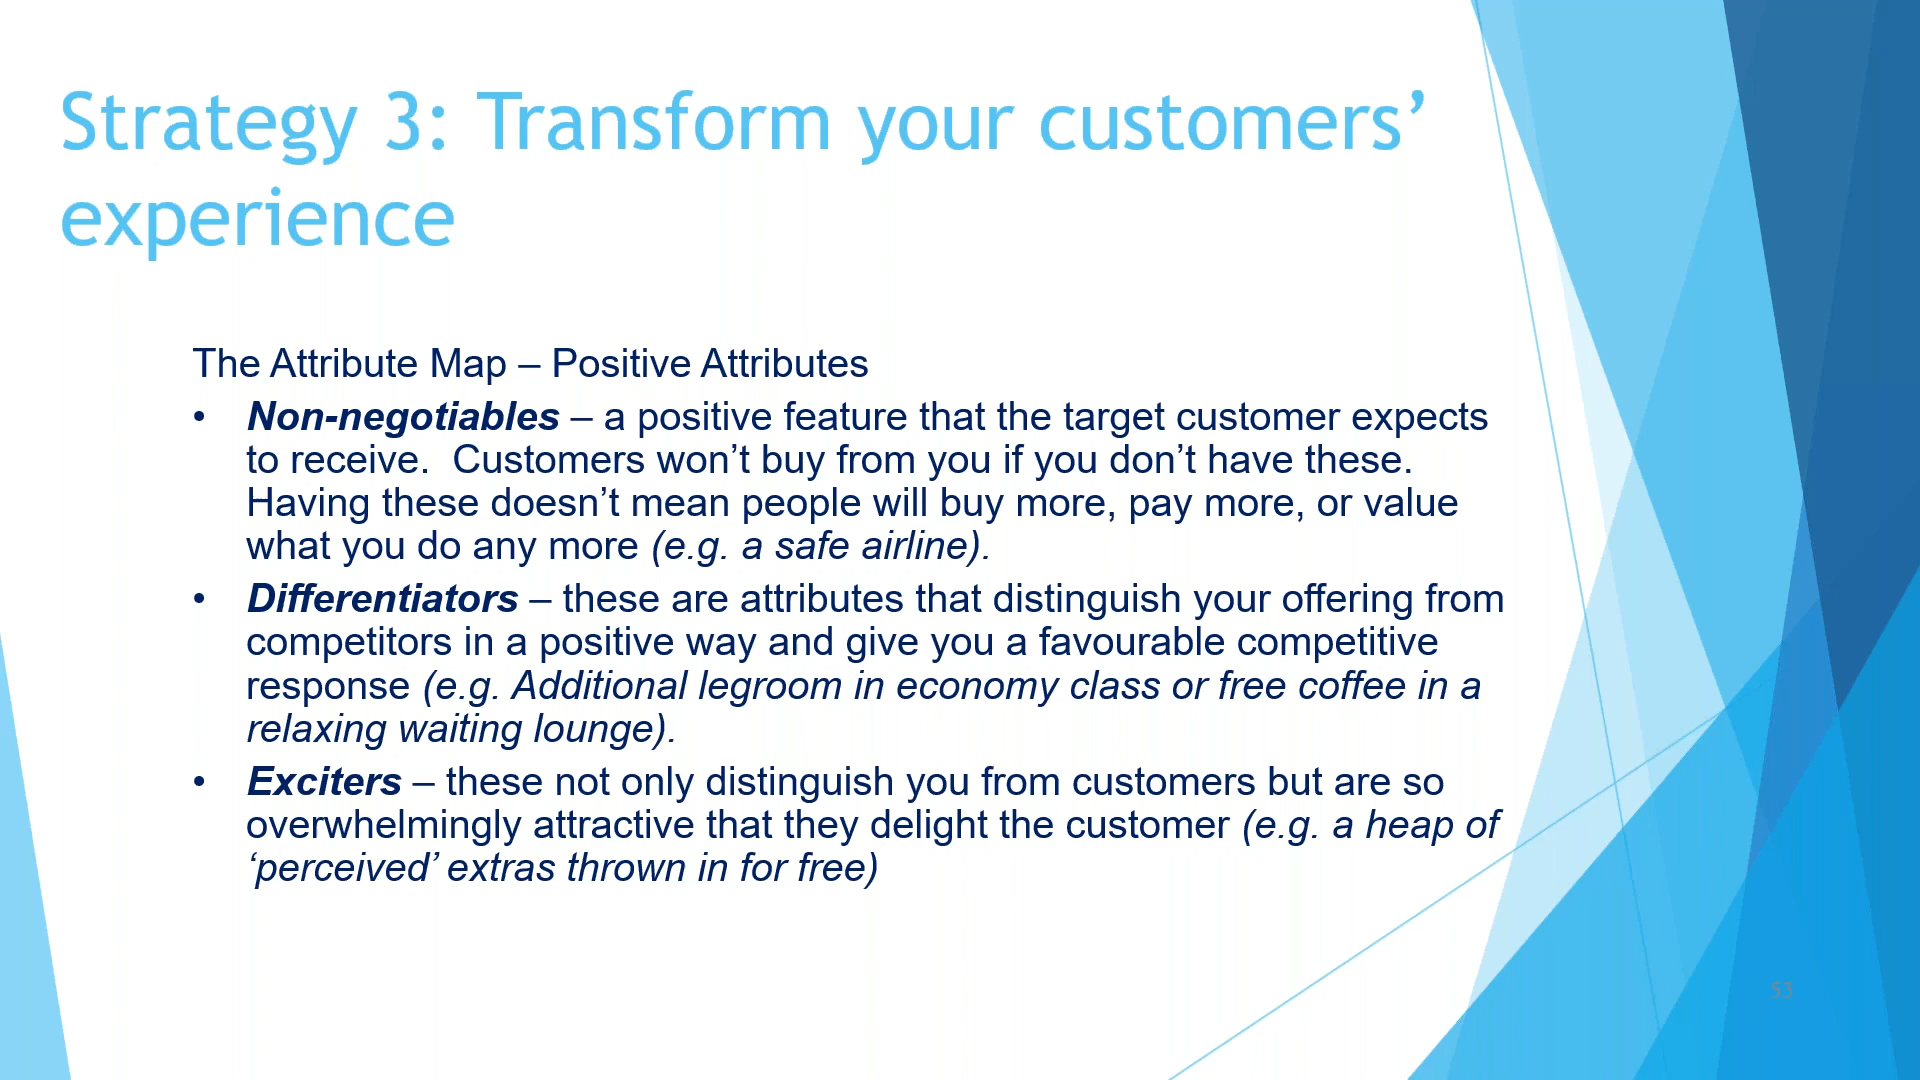 Strategy 3: Transform your customers’
experience
The Attribute Map – Positive Attributes
• Non-negotiables – a positive feature that the target customer expects
to receive.  Customers won’t buy from you if you don’t have these.
Having these doesn’t mean people will buy more, pay more, or value
what you do any more (e.g. a safe airline).
• Differentiators – these are attributes that distinguish your offering from
competitors in a positive way and give you a favourable competitive
response (e.g. Additional legroom in economy class or free coffee in a
relaxing waiting lounge).
• Exciters – these not only distinguish you from customers but are so
overwhelmingly attractive that they delight the customer (e.g. a heap of
‘perceived’ extras thrown in for free)
53